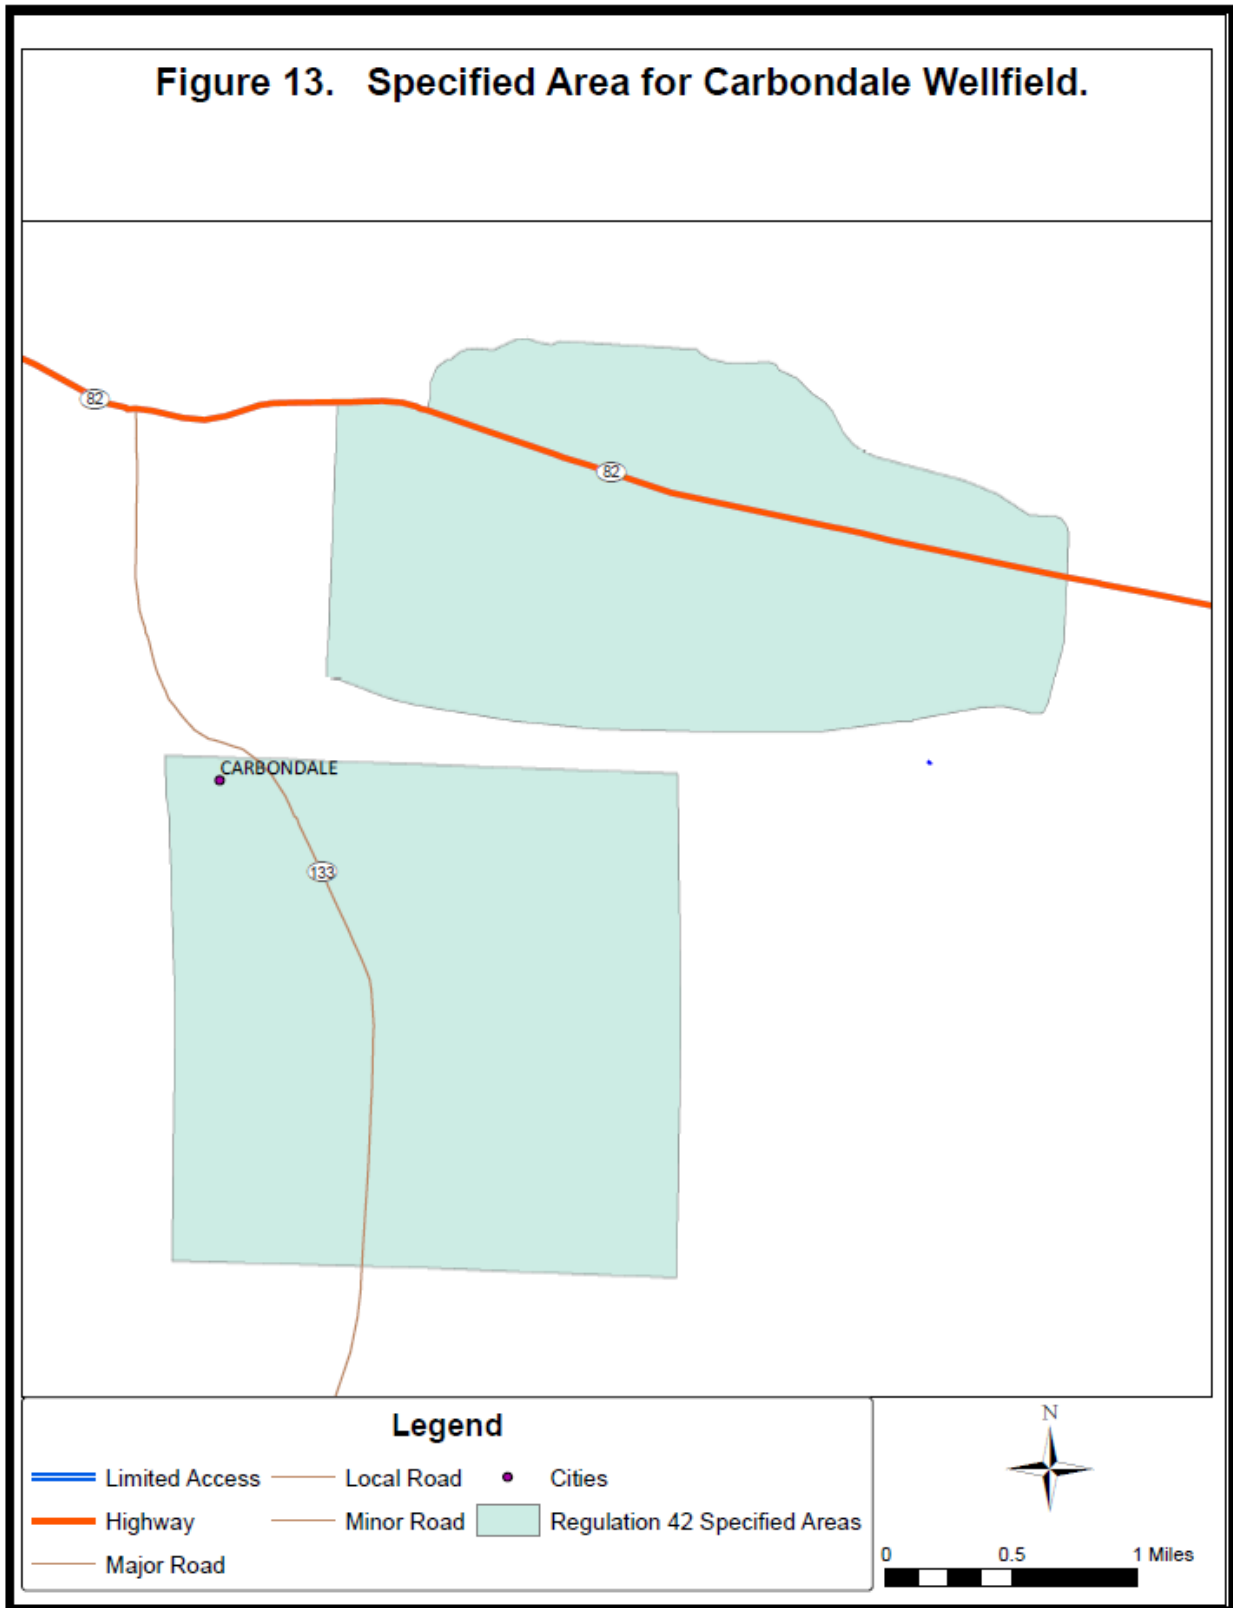 Figure 13. Specified Area for Carbondale Wellfield.
82
82
CARBONDALE
133
Legend
Limited Access
Local Road
Cities
Highway
Minor Road
Regulation 42 Specified Areas
Major Road
N
0 0.5 1 Miles